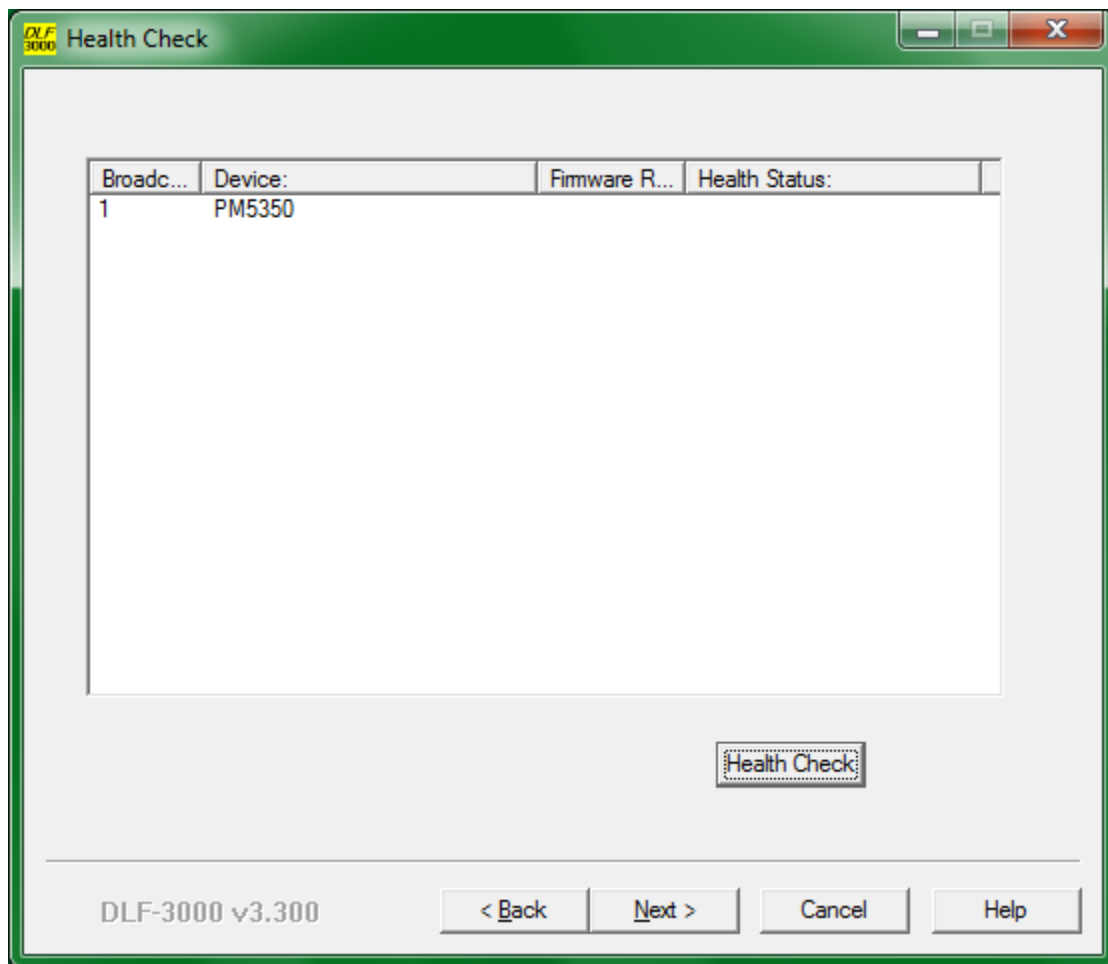 DLF
3000
Health Check
Broadc... Device: Firmware R... Health Status:
1 PM5350
Health Check
DLF-3000 v3.300
< Back Next > Cancel Help